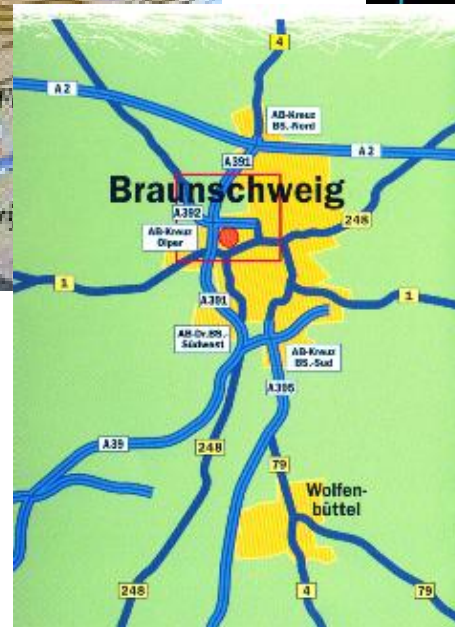 4
A2
AB-Kreuz
BS.-Nord
A391
A2
Braunschweig
A392
248
AB-Kreuz
Olper
1
A391
1
AB-Dr.BS.-
Südwest
AB-Kreuz
BS.-Süd
A395
A39
248
79
Wolfen-
büttel
248
4
79